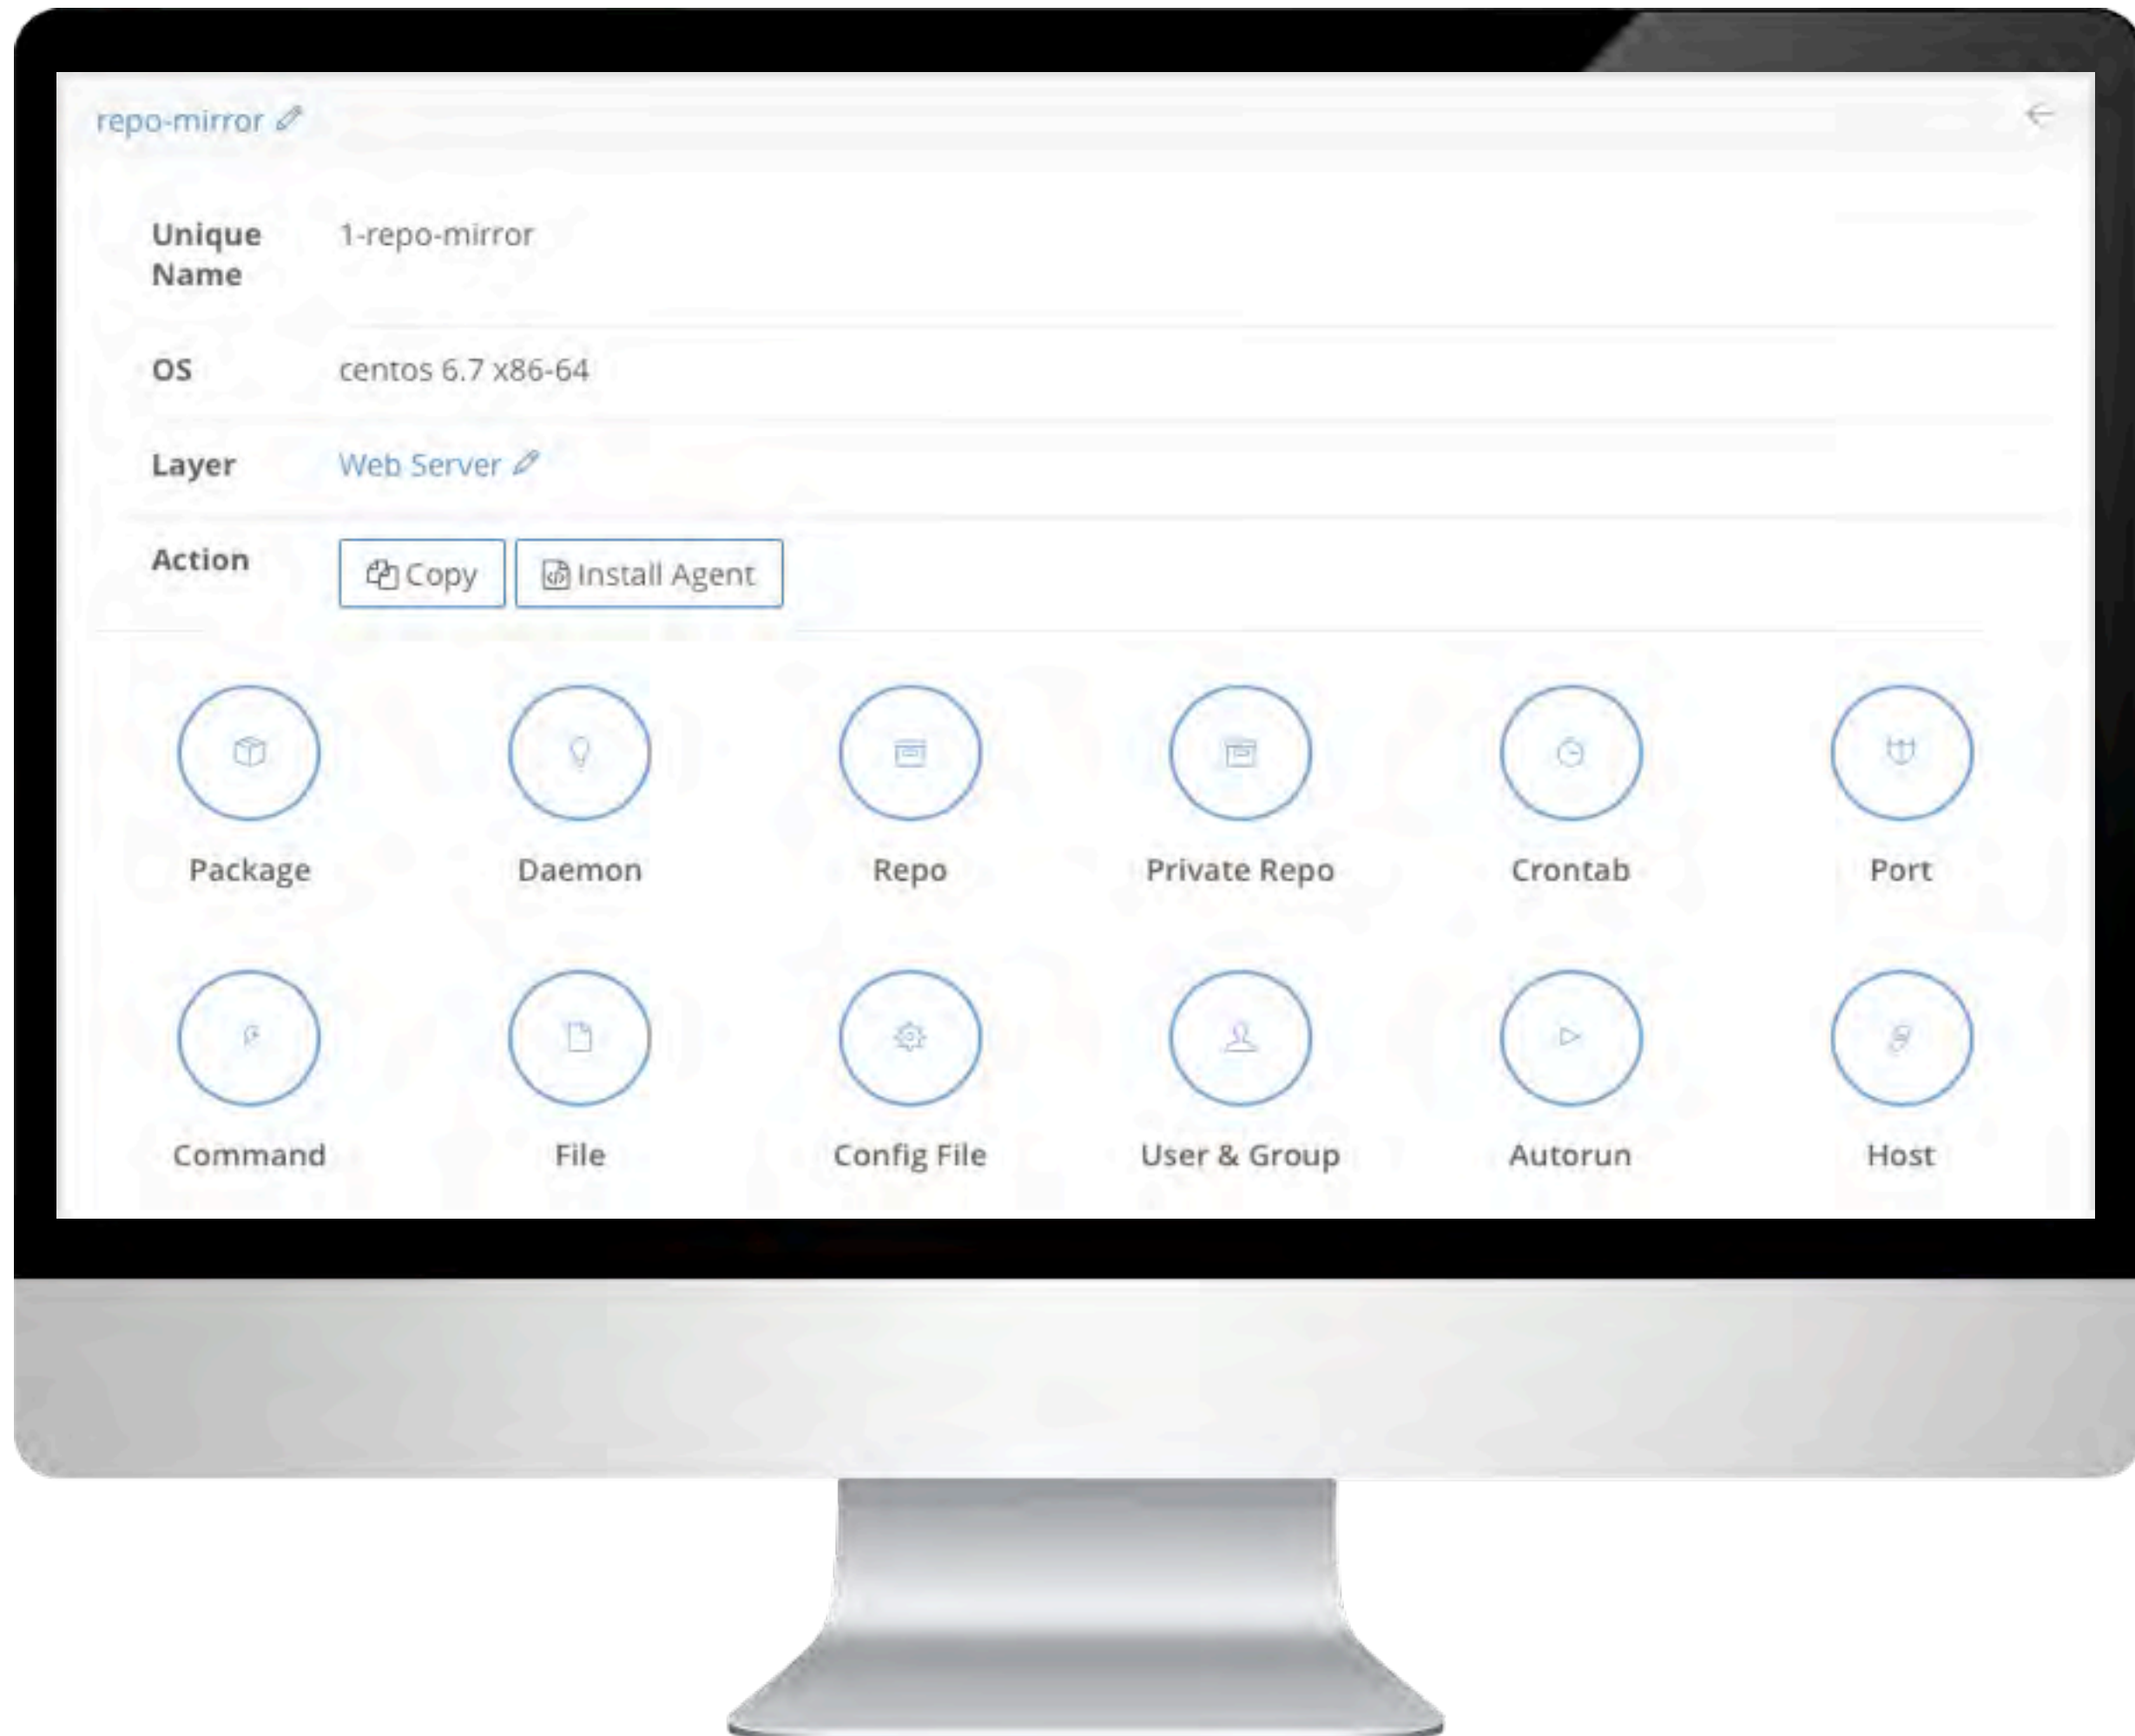 repo-mirror
Unique
Name
1-repo-mirror
OS
centos 6.7 x86-64
Layer
Web Server
Action
Copy
Install Agent
Package
Daemon
Repo
Private Repo
Crontab
Port
Command
File
Config File
User & Group
Autorun
Host